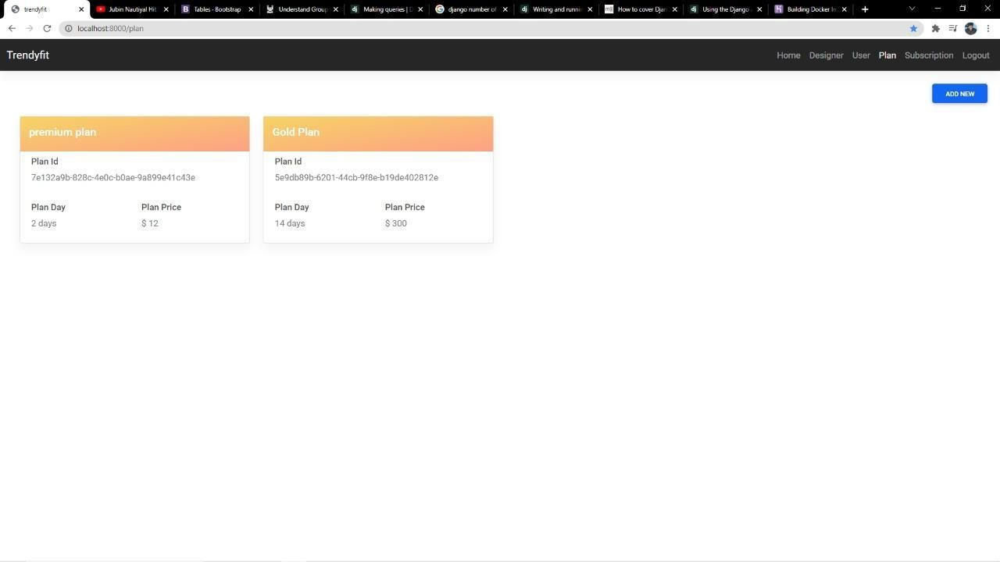 trendyfit
Jubin Nautiyal Hit
Tables · Bootstrap
Understand Group
Making queries | D
django number of
Writing and runnin
How to cover Djan
Using the Django
Building Docker Im
localhost:8000/plan
Trendyfit
Home Designer User Plan Subscription Logout
ADD NEW
premium plan
Plan Id
7e132a9b-828c-4e0c-b0ae-9a899e41c43e
Plan Day Plan Price
2 days $ 12
Gold Plan
Plan Id
5e9db89b-6201-44cb-9f8e-b19de402812e
Plan Day Plan Price
14 days $ 300